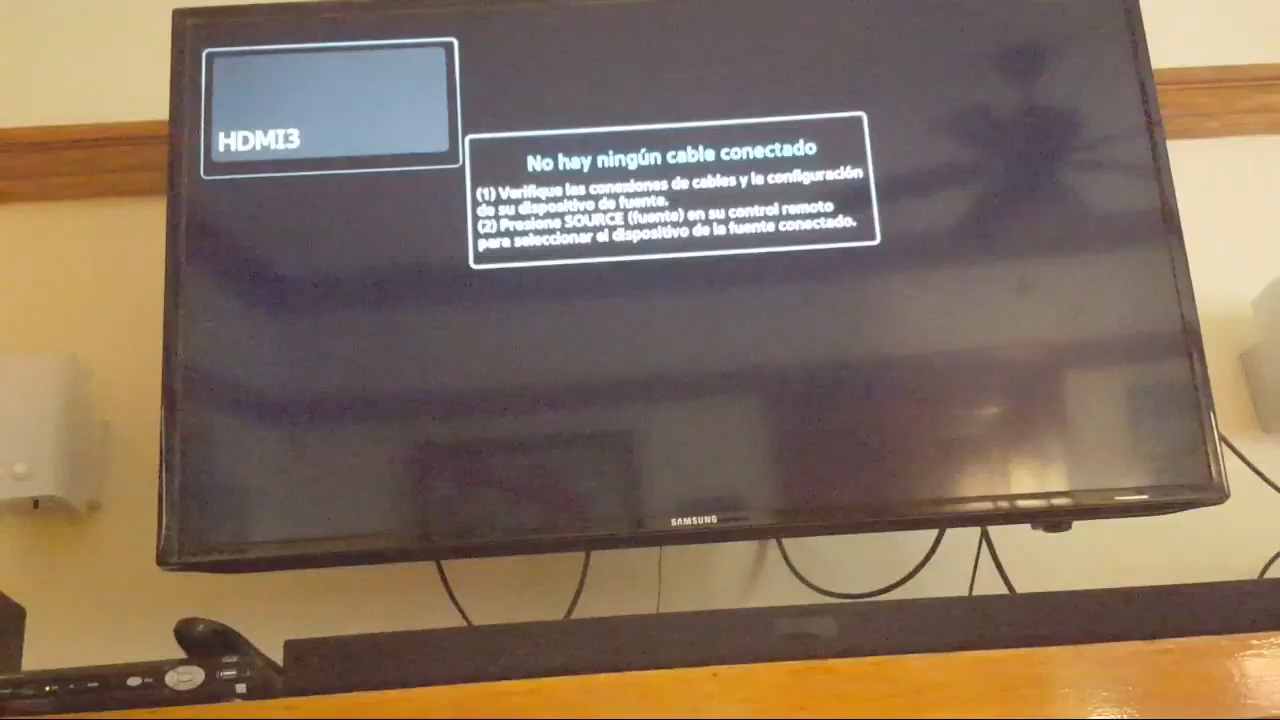 HDMI3
No hay ningún cable conectado
(1) Verifique las conexiones de cables y la configuración
de su dispositivo de fuente.
(2) Presione SOURCE (fuente) en su control remoto
para seleccionar el dispositivo de la fuente conectado.
SAMSUNG